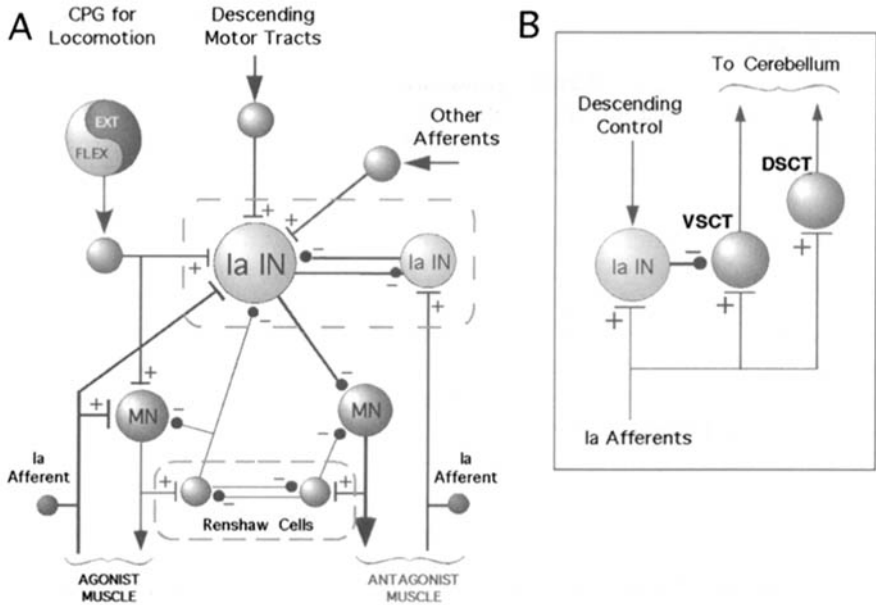 A
CPG for
Locomotion
Descending
Motor Tracts
EXT
FLEX
Other
Afferents
+
+
Ia IN
−
Ia IN
+
−
+
−
+
−
+
MN
−
−
MN
Ia
Afferent
+
−
−
+
Ia
Afferent
Renshaw Cells
AGONIST
MUSCLE
ANTAGONIST
MUSCLE
B
To Cerebellum
Descending
Control
DSCT
VSCT
Ia IN
−
+
+
+
Ia Afferents